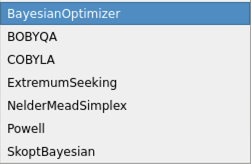 BayesianOptimizer
BOBYQA
COBYLA
ExtremumSeeking
NelderMeadSimplex
Powell
SkoptBayesian